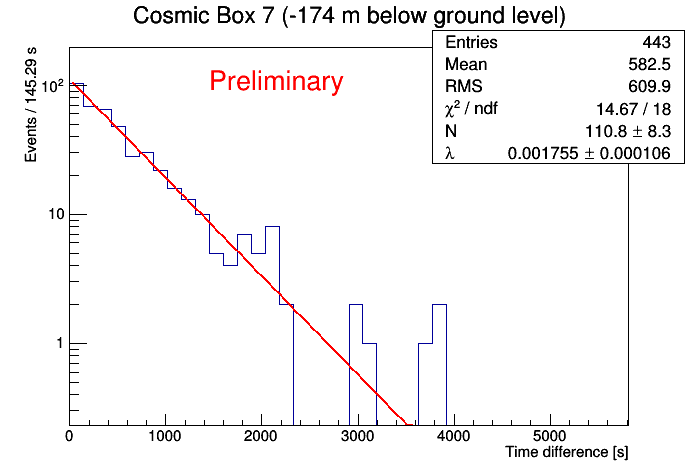 Cosmic Box 7 (-174 m below ground level)
Entries 443
Mean 582.5
RMS 609.9
χ² / ndf 14.67 / 18
N 110.8 ± 8.3
λ 0.001755 ± 0.000106
Preliminary
Events / 145.29 s
10²
10
1
0 1000 2000 3000 4000 5000
Time difference [s]